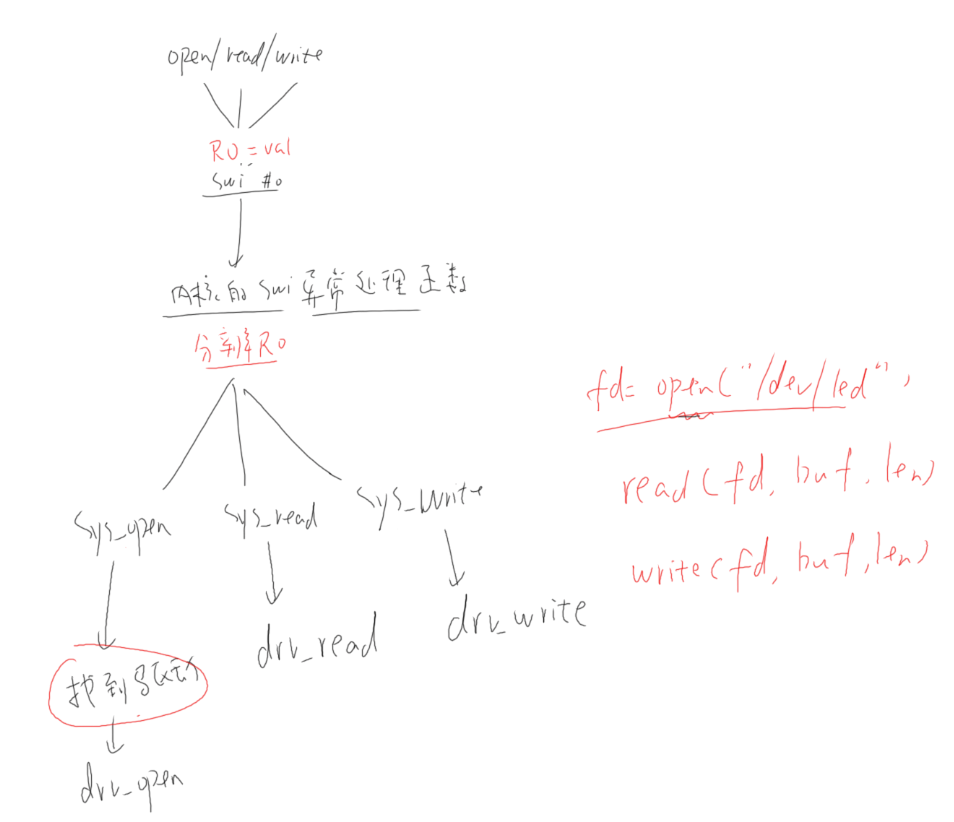 open/read/write
R0 = val
swi #0
内核的 swi 异常处理函数
分辨R0
sys_open
sys_read
sys_write
drv_read
drv_write
找到驱动
drv_open
fd= open("/dev/led",
read(fd, buf, len)
write(fd, buf, len)